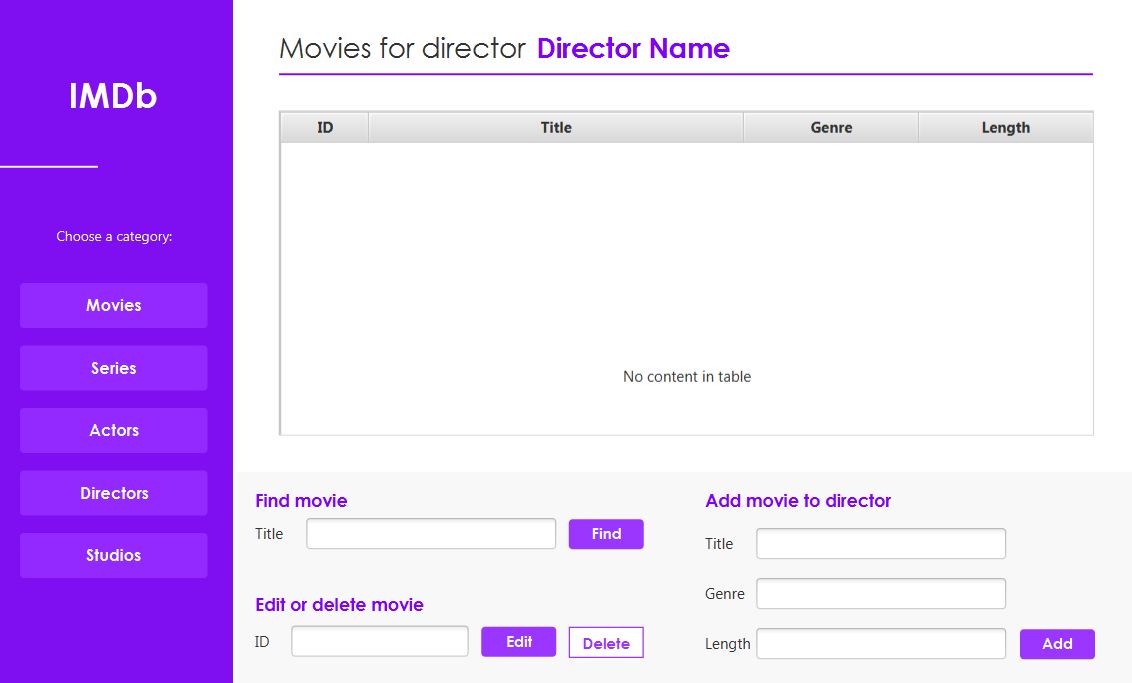 IMDb
Choose a category:
Movies
Series
Actors
Directors
Studios
Movies for director Director Name
ID Title Genre Length
No content in table
Find movie
Title Find
Edit or delete movie
ID Edit Delete
Add movie to director
Title
Genre
Length Add